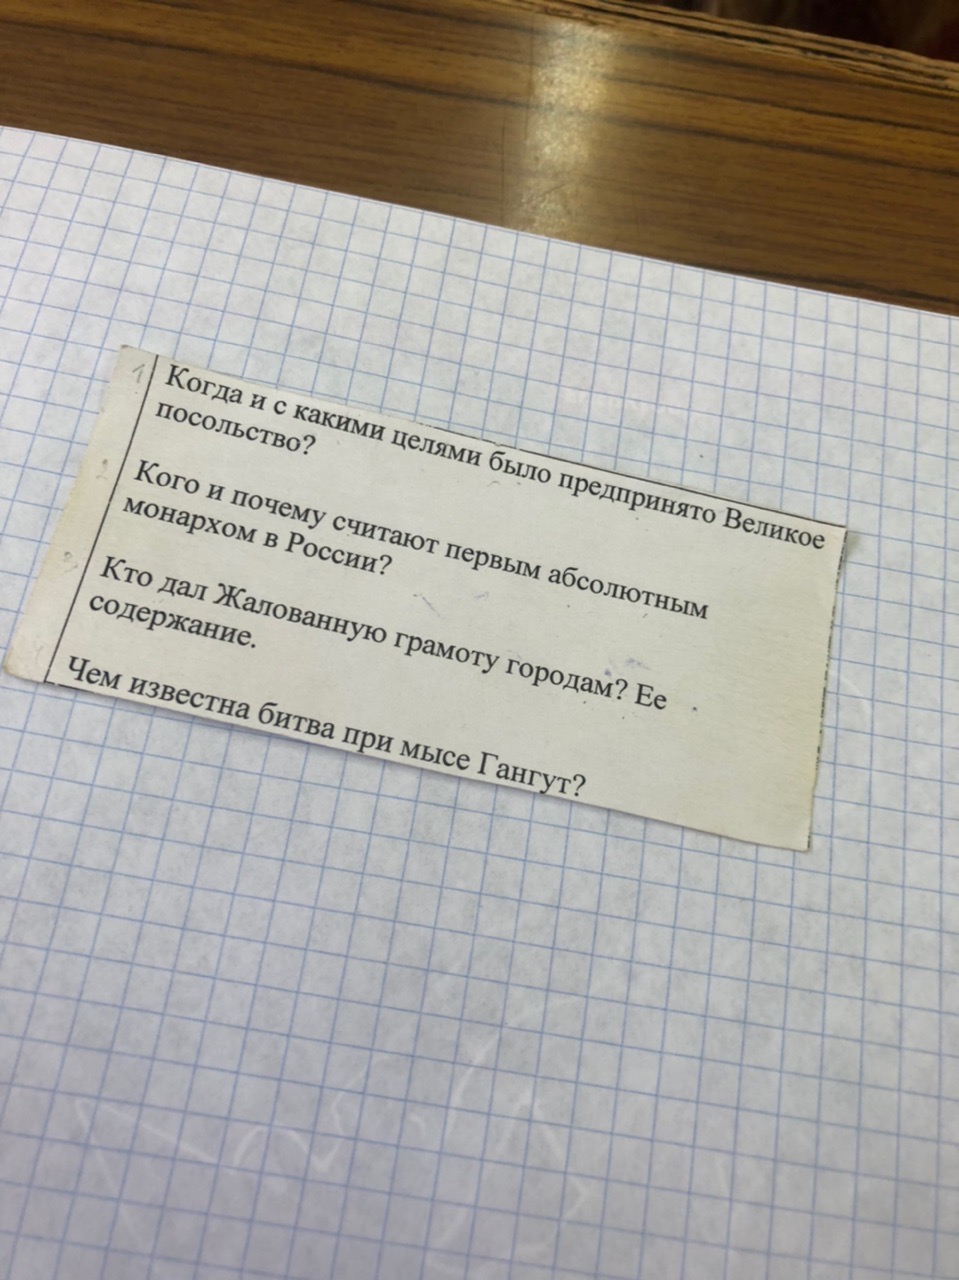 1 Когда и с какими целями было предпринято Великое
посольство?
2 Кого и почему считают первым абсолютным
монархом в России?
3 Кто дал Жалованную грамоту городам? Ее
содержание.
Чем известна битва при мысе Гангут?